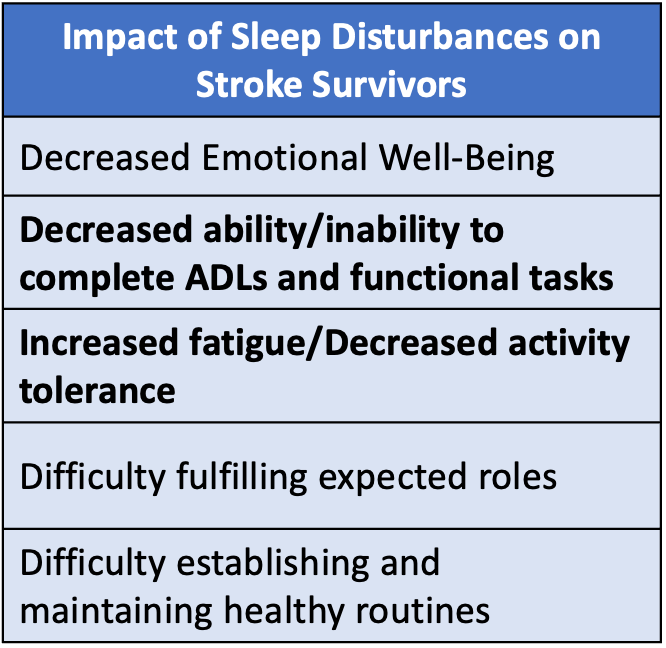 Impact of Sleep Disturbances on
Stroke Survivors
Decreased Emotional Well-Being
Decreased ability/inability to
complete ADLs and functional tasks
Increased fatigue/Decreased activity
tolerance
Difficulty fulfilling expected roles
Difficulty establishing and
maintaining healthy routines